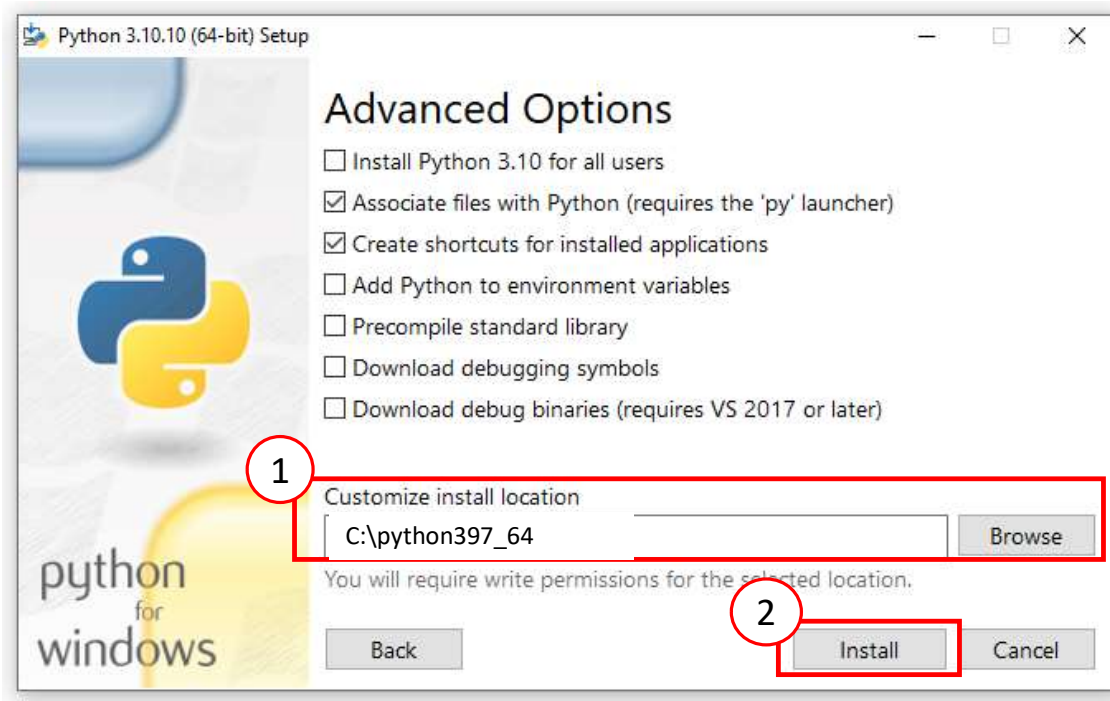 Python 3.10.10 (64-bit) Setup
Advanced Options
Install Python 3.10 for all users
Associate files with Python (requires the 'py' launcher)
Create shortcuts for installed applications
Add Python to environment variables
Precompile standard library
Download debugging symbols
Download debug binaries (requires VS 2017 or later)
1
Customize install location
C:\python397_64
Browse
You will require write permissions for the selected location.
python
for
windows
2
Back
Install
Cancel